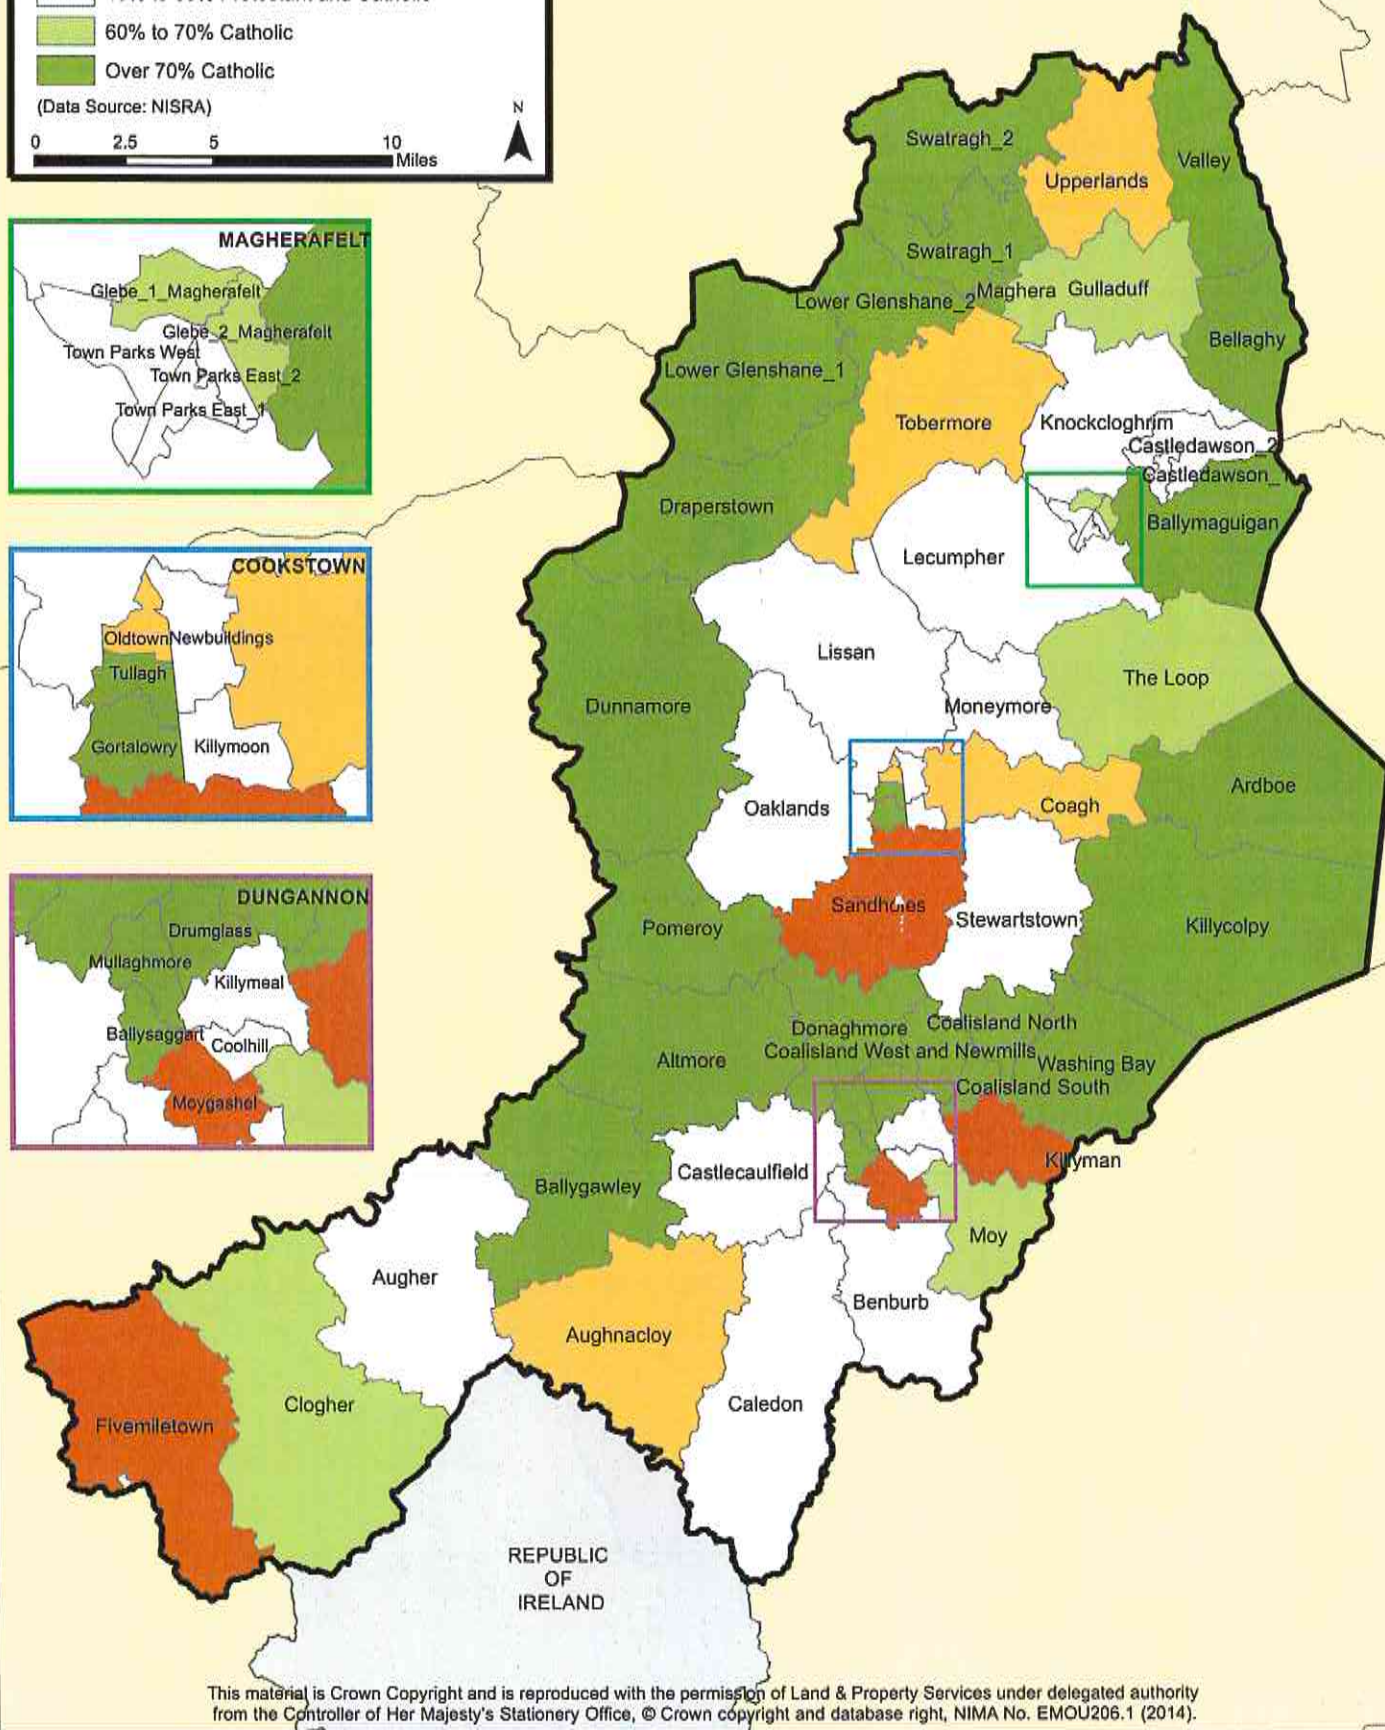 60% to 70% Catholic
Over 70% Catholic
(Data Source: NISRA)
N
0 2.5 5 10
Miles
MAGHERAFELT
Glebe_1_Magherafelt
Glebe_2_Magherafelt
Town Parks West
Town Parks East_2
Town Parks East_1
COOKSTOWN
Oldtown
Newbuildings
Tullagh
Gortalowry
Killymoon
DUNGANNON
Drumglass
Mullaghmore
Killymeal
Ballysaggart
Coolhill
Moygashel
Swatragh_2
Valley
Upperlands
Swatragh_1
Maghera
Gulladuff
Lower Glenshane_2
Bellaghy
Lower Glenshane_1
Tobermore
Knockcloghrim
Castledawson_2
Castledawson_
Draperstown
Ballymaguigan
Lecumpher
Lissan
The Loop
Dunnamore
Moneymore
Ardboe
Oaklands
Coagh
Sandholes
Stewartstown
Pomeroy
Killycolpy
Donaghmore
Coalisland North
Coalisland West and Newmills
Altmore
Washing Bay
Coalisland South
Killyman
Castlecaulfield
Ballygawley
Moy
Augher
Benburb
Aughnacloy
Clogher
Caledon
Fivemiletown
REPUBLIC
OF
IRELAND
This material is Crown Copyright and is reproduced with the permission of Land & Property Services under delegated authority
from the Controller of Her Majesty's Stationery Office, © Crown copyright and database right, NIMA No. EMOU206.1 (2014).